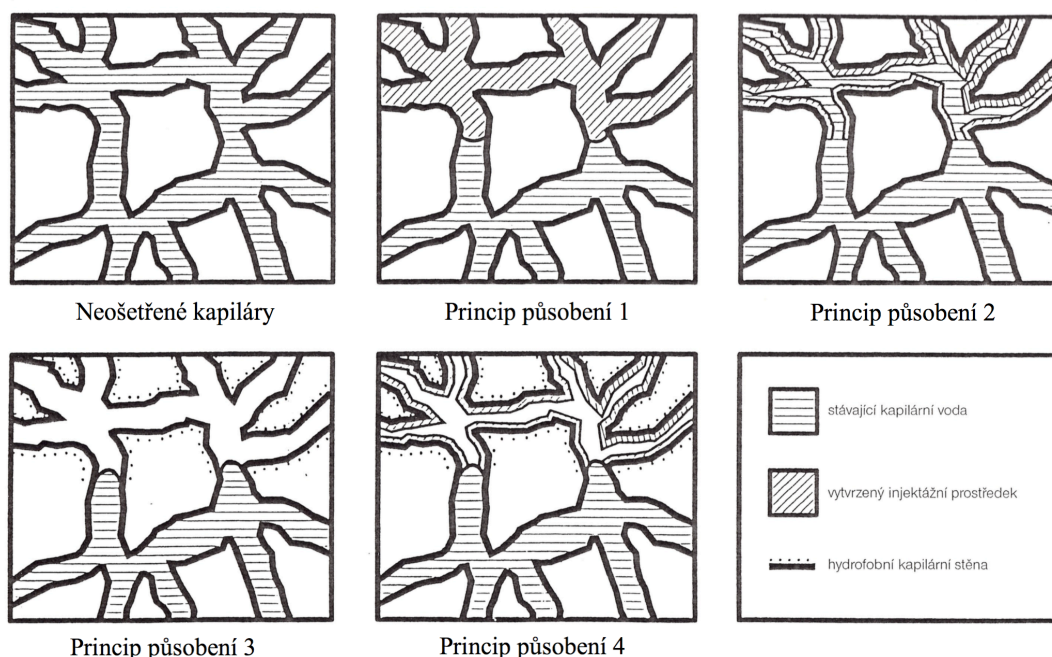 Neošetřené kapiláry
Princip působení 1
Princip působení 2
Princip působení 3
Princip působení 4
stávající kapilární voda
vytvrzený injektážní prostředek
hydrofobní kapilární stěna